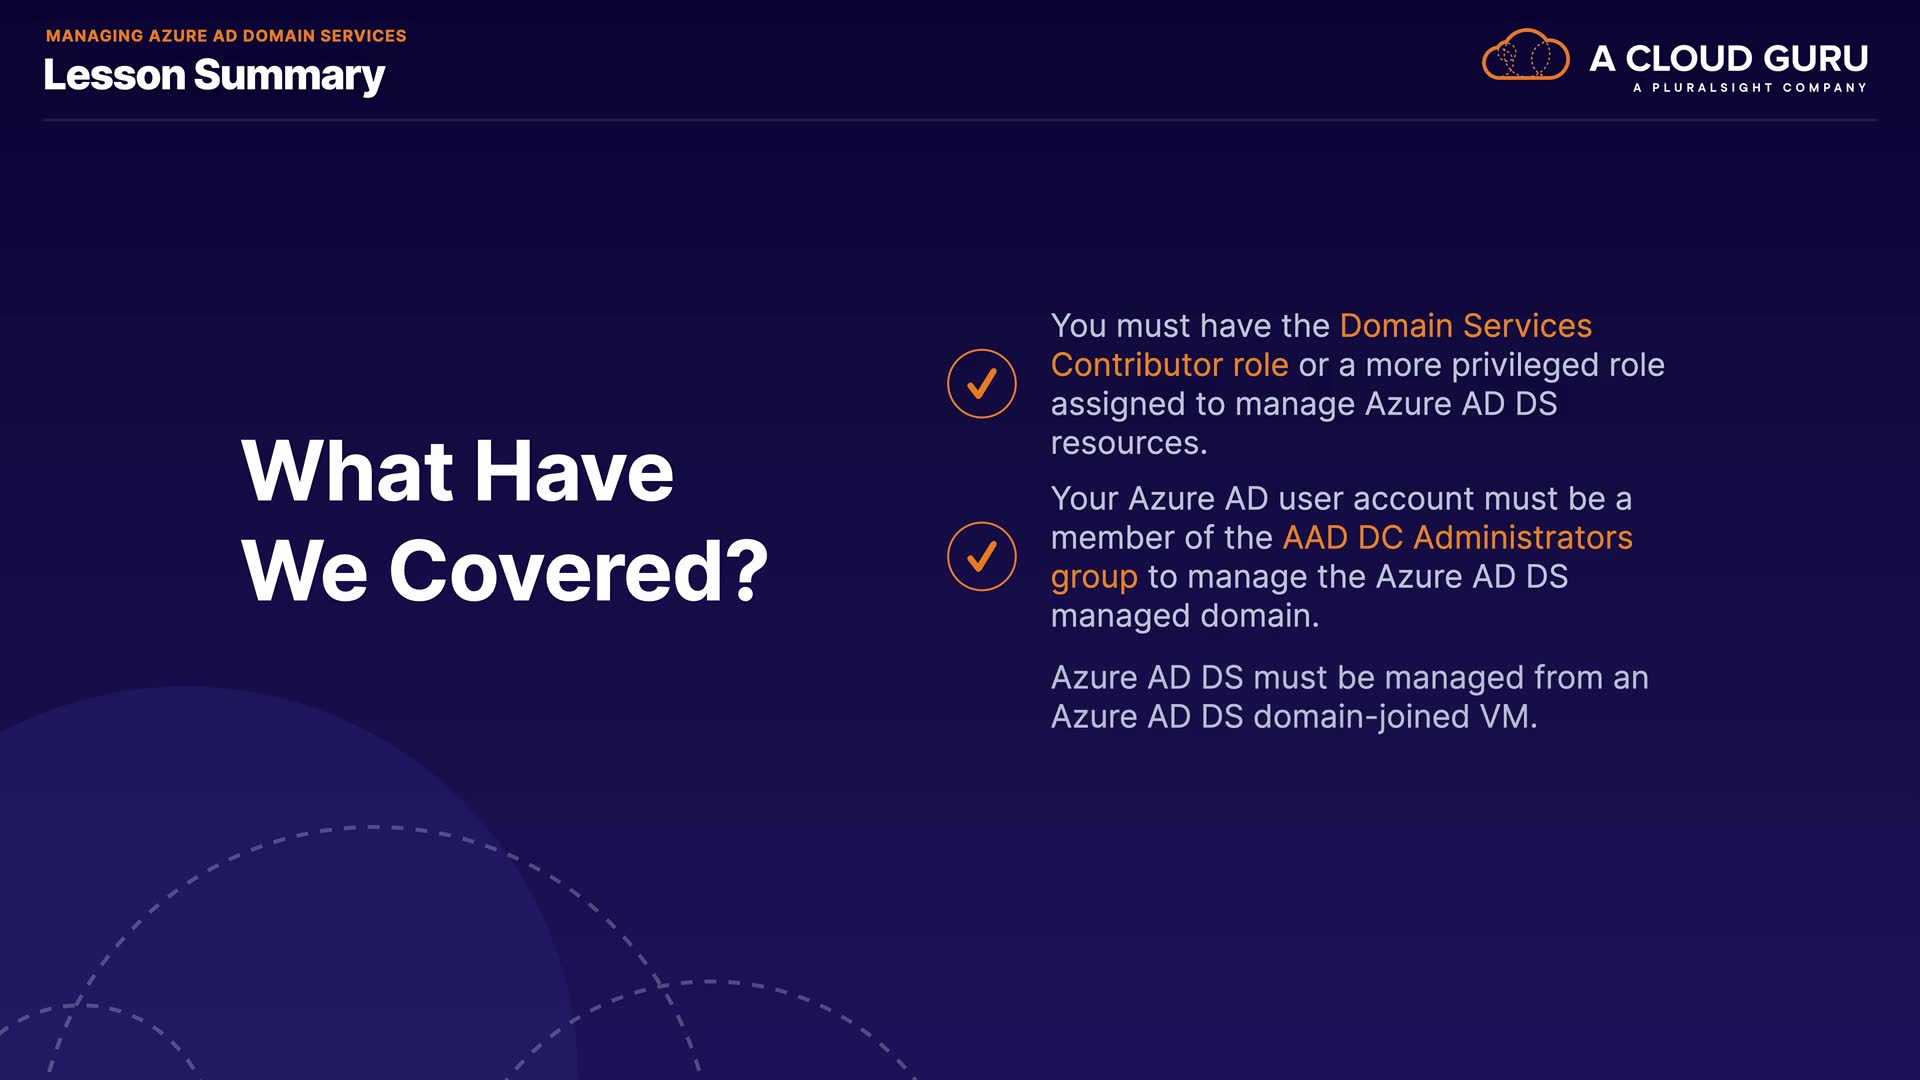 MANAGING AZURE AD DOMAIN SERVICES
Lesson Summary
A CLOUD GURU
A PLURALSIGHT COMPANY
What Have
We Covered?
You must have the Domain Services
Contributor role or a more privileged role
assigned to manage Azure AD DS
resources.
Your Azure AD user account must be a
member of the AAD DC Administrators
group to manage the Azure AD DS
managed domain.
Azure AD DS must be managed from an
Azure AD DS domain-joined VM.